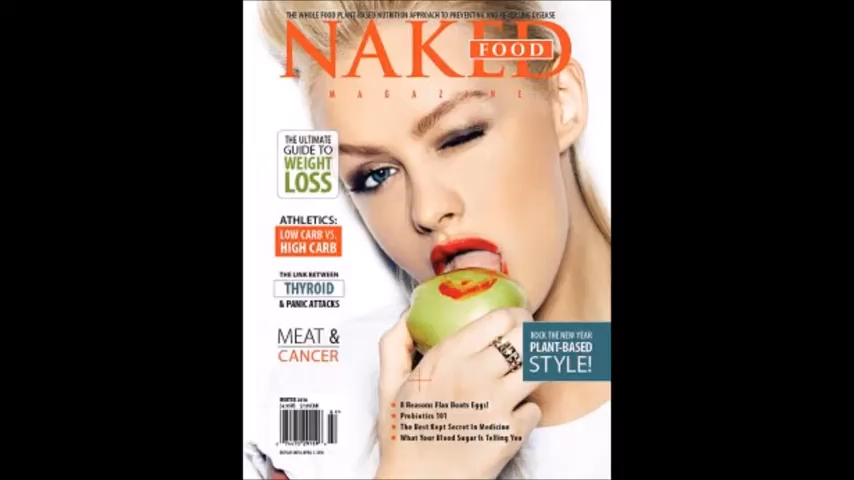 THE WHOLE FOOD PLANT-BASED NUTRITION APPROACH TO PREVENTING AND REVERSING DISEASE
NAKED
FOOD
MAGAZINE
THE ULTIMATE
GUIDE TO
WEIGHT
LOSS
ATHLETICS:
LOW CARB VS.
HIGH CARB
THE LINK BETWEEN
THYROID
& PANIC ATTACKS
MEAT &
CANCER
ROCK THE NEW YEAR
PLANT-BASED
STYLE!
8 Reasons Flax Beats Eggs!
Probiotics 101
The Best Kept Secret In Medicine
What Your Blood Sugar Is Telling You
WINTER